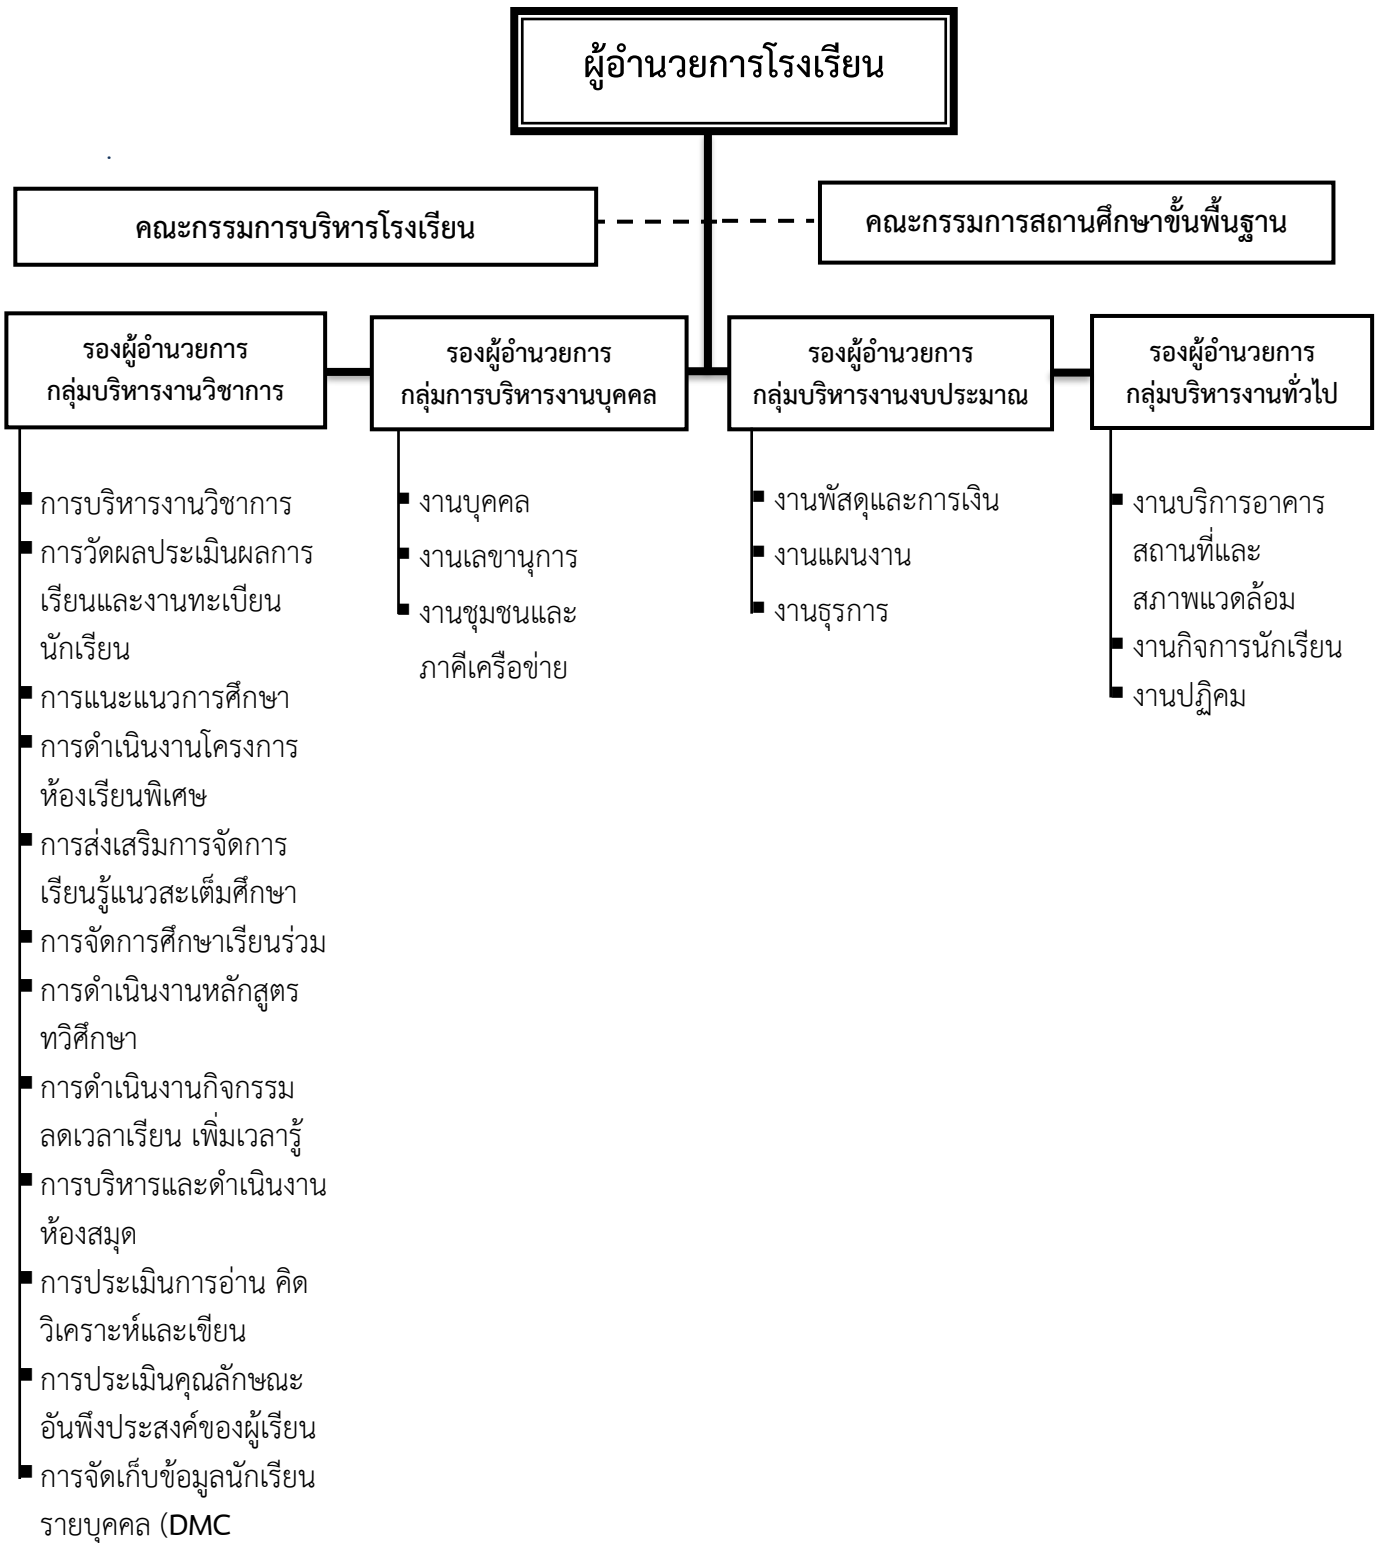 ผู้อำนวยการโรงเรียน
คณะกรรมการบริหารโรงเรียน
คณะกรรมการสถานศึกษาขั้นพื้นฐาน
รองผู้อำนวยการ
กลุ่มบริหารงานวิชาการ
รองผู้อำนวยการ
กลุ่มการบริหารงานบุคคล
รองผู้อำนวยการ
กลุ่มบริหารงานงบประมาณ
รองผู้อำนวยการ
กลุ่มบริหารงานทั่วไป
การบริหารงานวิชาการ
การวัดผลประเมินผลการ
เรียนและงานทะเบียน
นักเรียน
การแนะแนวการศึกษา
การดำเนินงานโครงการ
ห้องเรียนพิเศษ
การส่งเสริมการจัดการ
เรียนรู้แนวสะเต็มศึกษา
การจัดการศึกษาเรียนร่วม
การดำเนินงานหลักสูตร
ทวิศึกษา
การดำเนินงานกิจกรรม
ลดเวลาเรียน เพิ่มเวลารู้
การบริหารและดำเนินงาน
ห้องสมุด
การประเมินการอ่าน คิด
วิเคราะห์และเขียน
การประเมินคุณลักษณะ
อันพึงประสงค์ของผู้เรียน
การจัดเก็บข้อมูลนักเรียน
รายบุคคล (DMC
งานบุคคล
งานเลขานุการ
งานชุมชนและ
ภาคีเครือข่าย
งานพัสดุและการเงิน
งานแผนงาน
งานธุรการ
งานบริการอาคาร
สถานที่และ
สภาพแวดล้อม
งานกิจการนักเรียน
งานปฏิคม